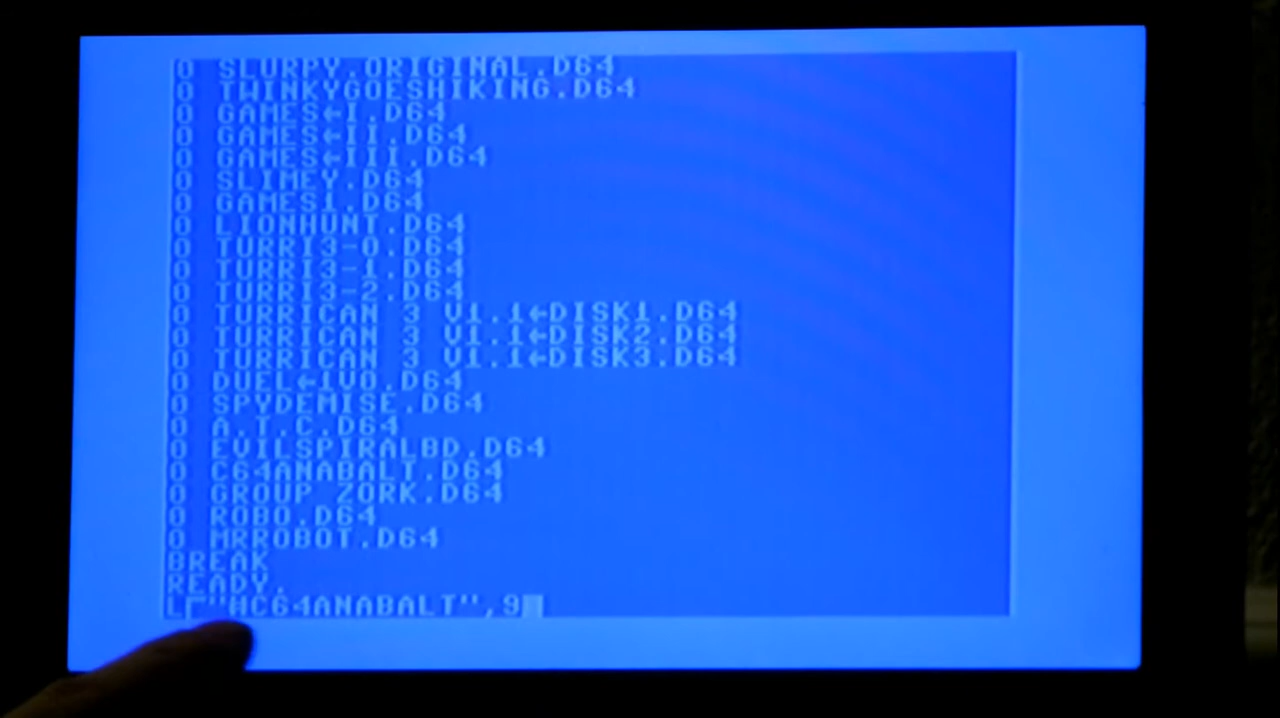 0 SLURPY.ORIGINAL.D64
0 TWINKYGOESHIKING.D64
0 GAMES←I.D64
0 GAMES←II.D64
0 GAMES←III.D64
0 SLIMEY.D64
0 GAMES1.D64
0 LIONHUNT.D64
0 TURRI3-0.D64
0 TURRI3-1.D64
0 TURRI3-2.D64
0 TURRICAN 3 V1.1←DISK1.D64
0 TURRICAN 3 V1.1←DISK2.D64
0 TURRICAN 3 V1.1←DISK3.D64
0 DUEL←1VO.D64
0 SPYDEMISE.D64
0 A.T.C.D64
0 EVILSPIRALBD.D64
0 C64ANABALT.D64
0 GROUP ZORK.D64
0 ROBO.D64
0 MRROBOT.D64
BREAK
READY.
L┌"HC64ANABALT",9